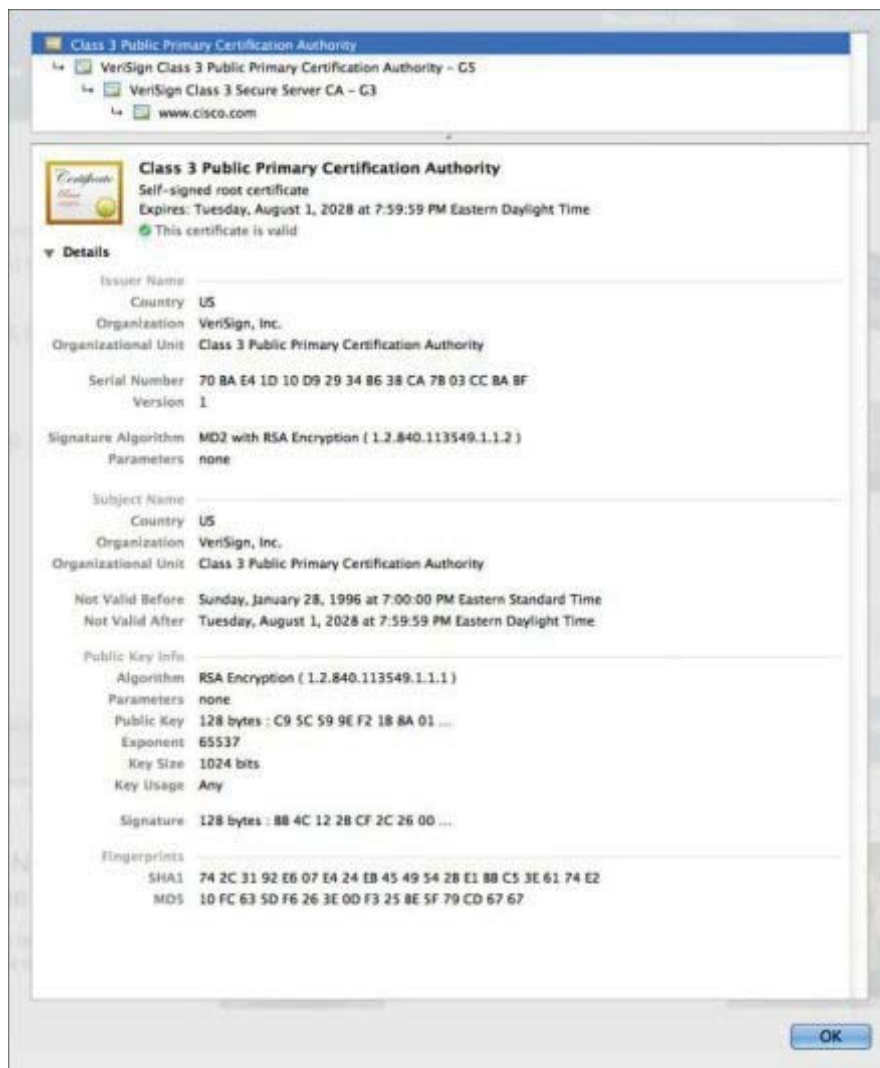 Class 3 Public Primary Certification Authority
VeriSign Class 3 Public Primary Certification Authority - G5
VeriSign Class 3 Secure Server CA - G3
www.cisco.com
Certificate
Class 3 Public Primary Certification Authority
Self-signed root certificate
Expires: Tuesday, August 1, 2028 at 7:59:59 PM Eastern Daylight Time
This certificate is valid
Details
Issuer Name
Country US
Organization VeriSign, Inc.
Organizational Unit Class 3 Public Primary Certification Authority
Serial Number 70 BA E4 1D 10 D9 29 34 B6 38 CA 7B 03 CC BA BF
Version 1
Signature Algorithm MD2 with RSA Encryption ( 1.2.840.113549.1.1.2 )
Parameters none
Subject Name
Country US
Organization VeriSign, Inc.
Organizational Unit Class 3 Public Primary Certification Authority
Not Valid Before Sunday, January 28, 1996 at 7:00:00 PM Eastern Standard Time
Not Valid After Tuesday, August 1, 2028 at 7:59:59 PM Eastern Daylight Time
Public Key Info
Algorithm RSA Encryption ( 1.2.840.113549.1.1.1 )
Parameters none
Public Key 128 bytes : C9 5C 59 9E F2 1B 8A 01 ...
Exponent 65537
Key Size 1024 bits
Key Usage Any
Signature 128 bytes : BB 4C 12 2B CF 2C 26 00 ...
Fingerprints
SHA1 74 2C 31 92 E6 07 E4 24 EB 45 49 54 2B E1 BB C5 3E 61 74 E2
MD5 10 FC 63 5D F6 26 3E 0D F3 25 BE 5F 79 CD 67 67
OK